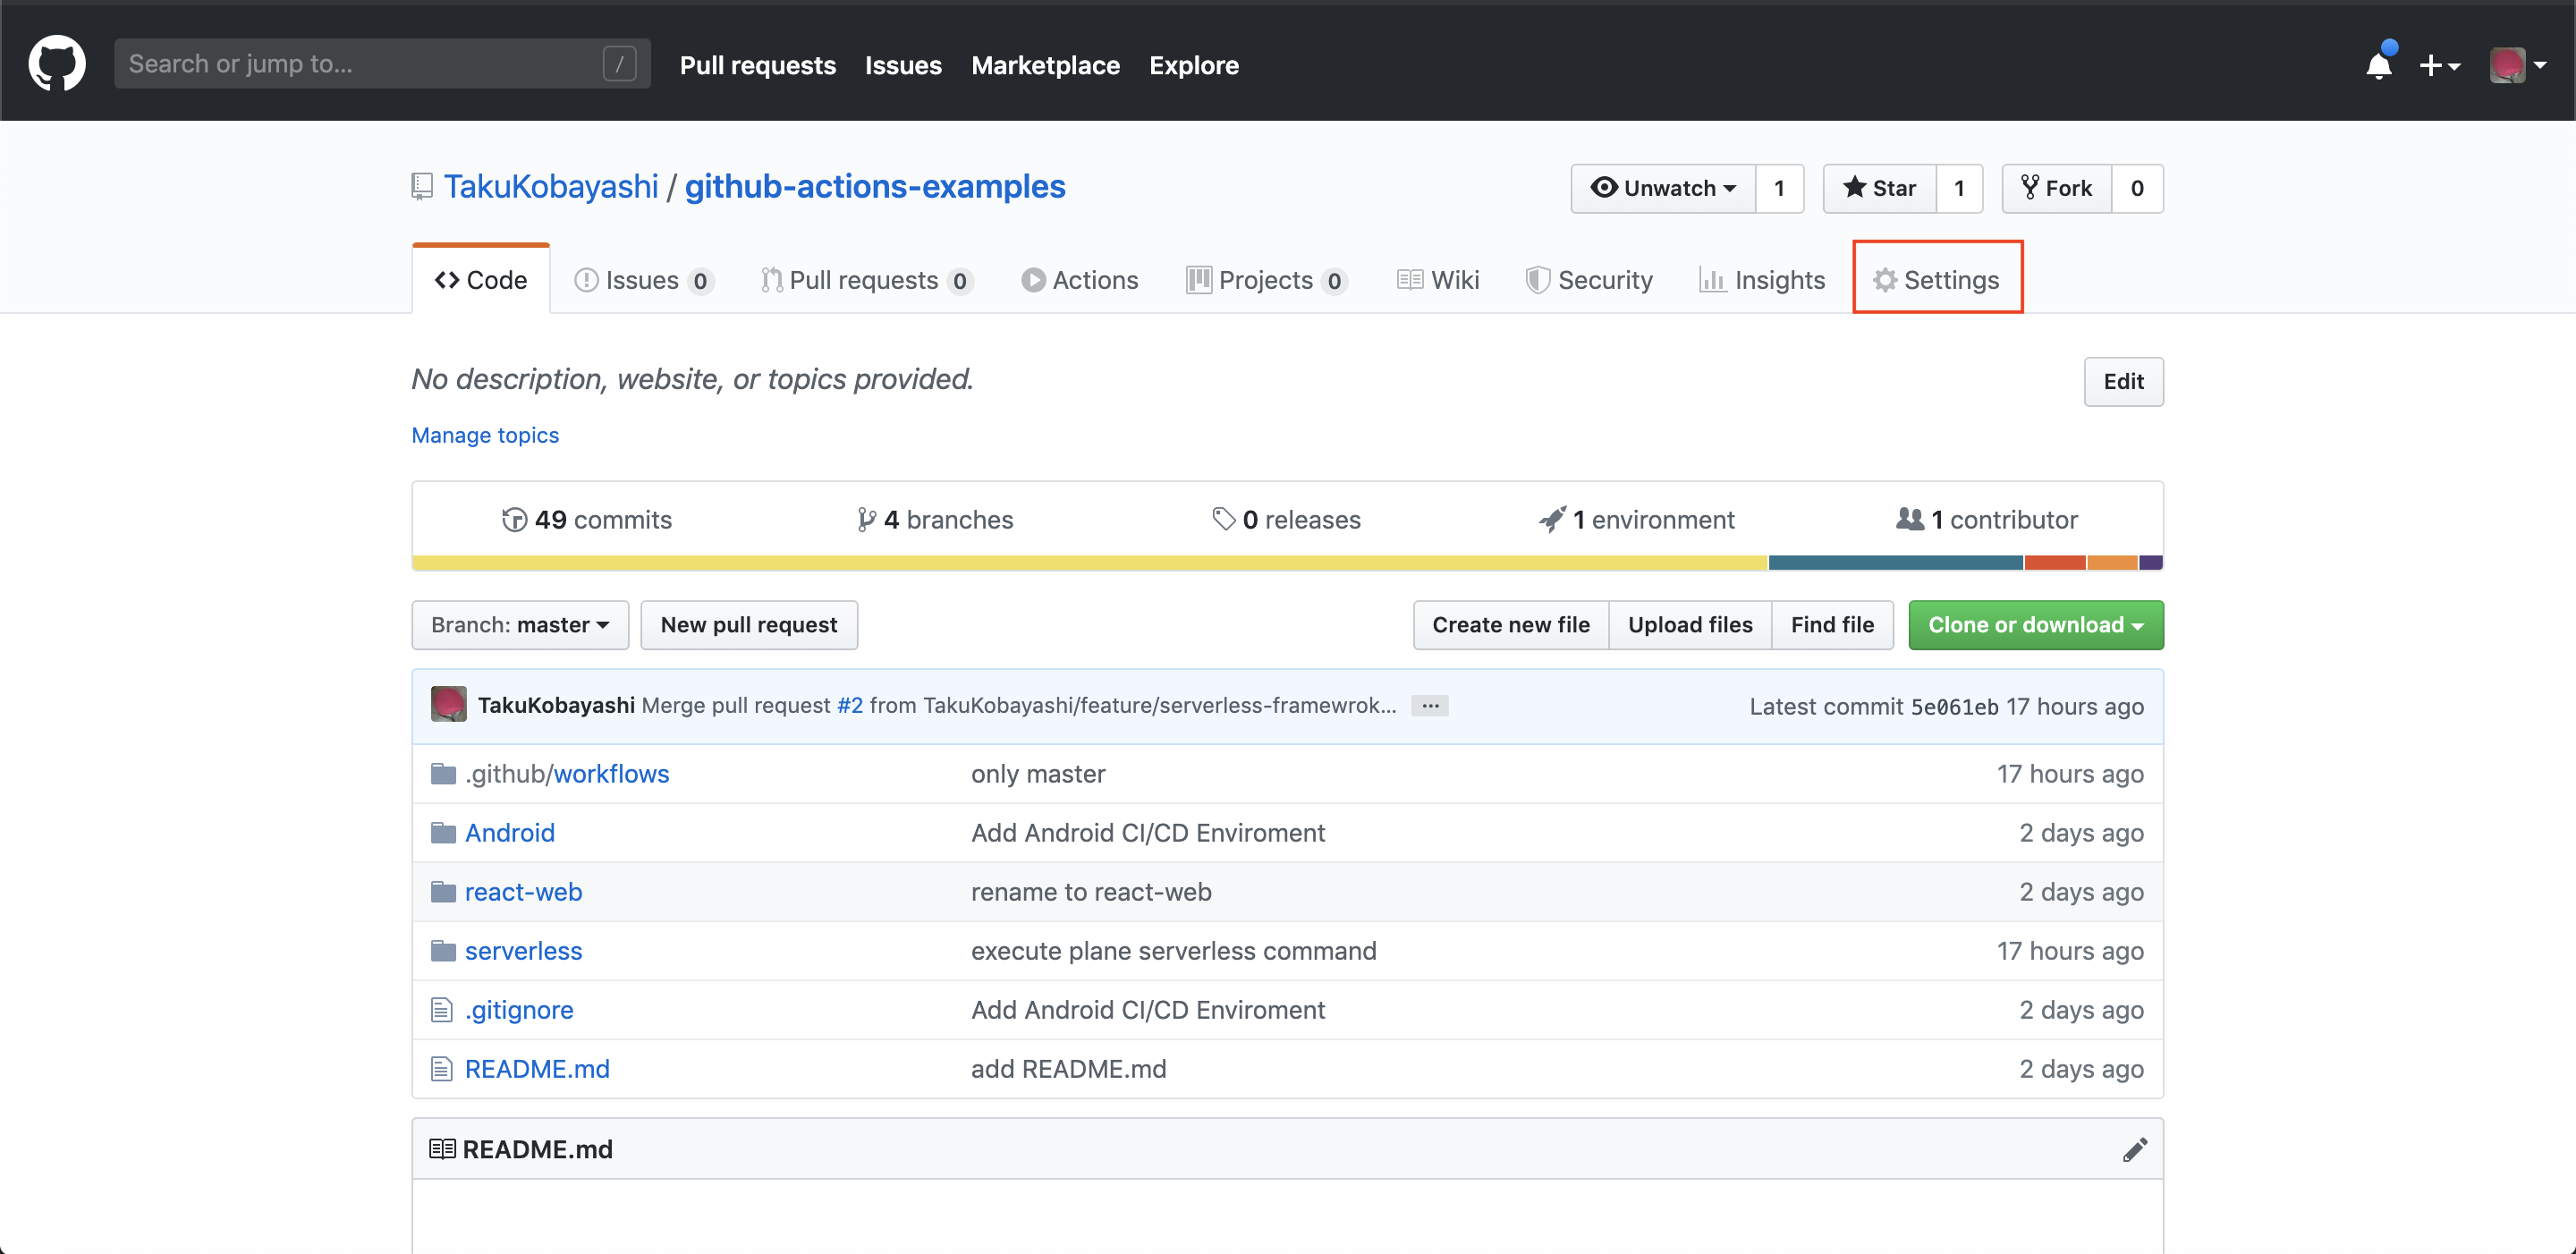 Search or jump to... /
Pull requests Issues Marketplace Explore
TakuKobayashi / github-actions-examples
Unwatch 1 Star 1 Fork 0
Code Issues 0 Pull requests 0 Actions Projects 0 Wiki Security Insights Settings
No description, website, or topics provided. Edit
Manage topics
49 commits 4 branches 0 releases 1 environment 1 contributor
Branch: master New pull request Create new file Upload files Find file Clone or download
TakuKobayashi Merge pull request #2 from TakuKobayashi/feature/serverless-framewrok... ... Latest commit 5e061eb 17 hours ago
.github/workflows only master 17 hours ago
Android Add Android CI/CD Enviroment 2 days ago
react-web rename to react-web 2 days ago
serverless execute plane serverless command 17 hours ago
.gitignore Add Android CI/CD Enviroment 2 days ago
README.md add README.md 2 days ago
README.md